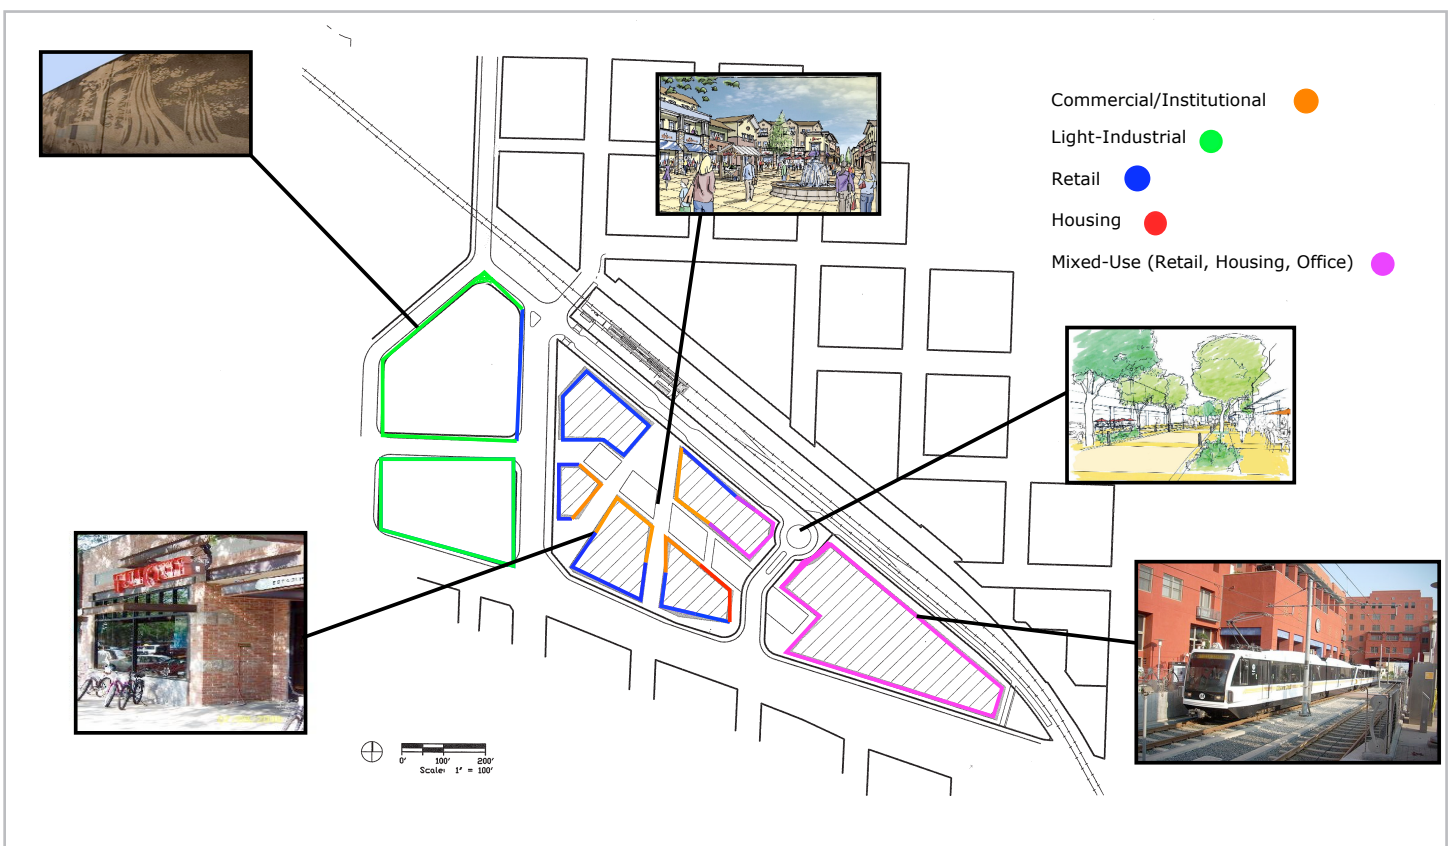 Commercial/Institutional
Light-Industrial
Retail
Housing
Mixed-Use (Retail, Housing, Office)
0' 100' 200'
Scale: 1" = 100'